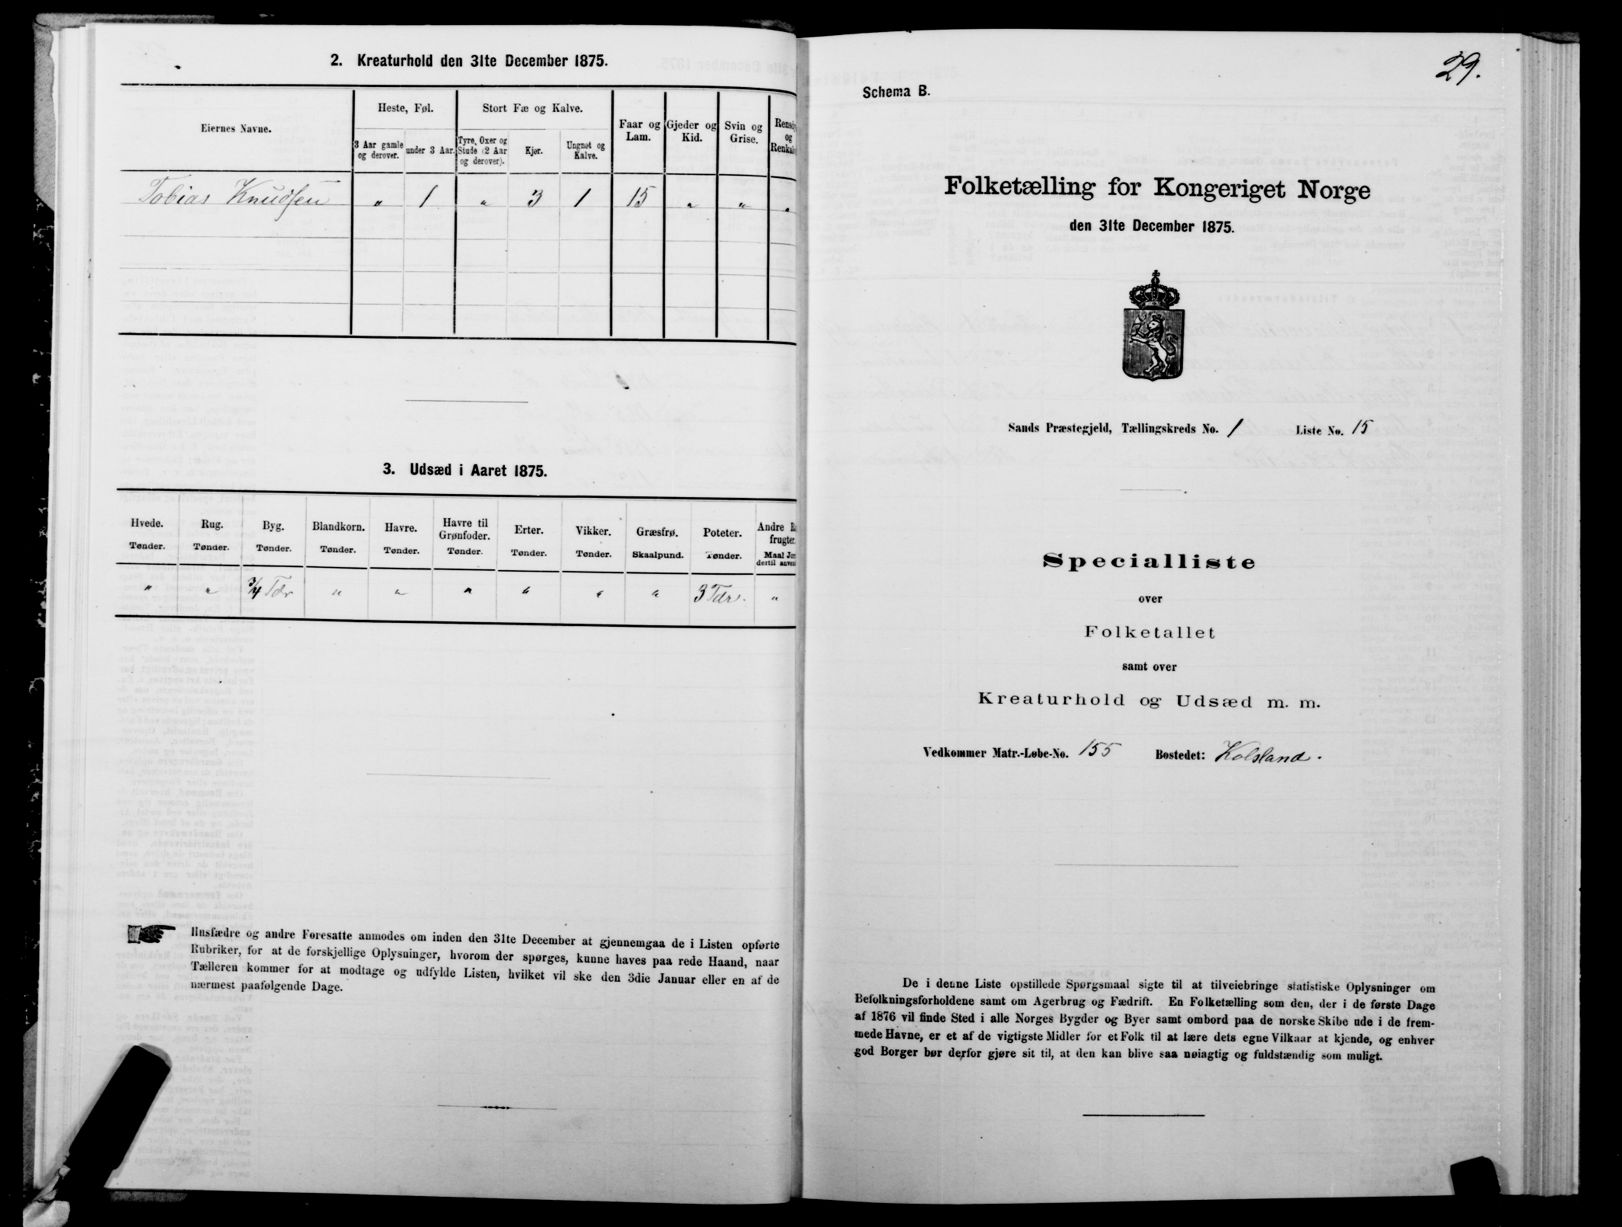 2. Kreaturhold den 31te December 1875.
Eiernes Navne.
Heste, Føl.
Stort Fæ og Kalve.
Faar og Lam.
Gjeder og Kid.
Svin og Grise.
og
3 Aar gamle og derover.
under 3 Aar.
Tyre, Oxer og Stude (2 Aar og derover).
Kjør.
Ungnøt og Kalve.
Tobias Knudsen " 1 " 3 1 15 " " "
3. Udsæd i Aaret 1875.
Hvede. Tønder.
Rug. Tønder.
Byg. Tønder.
Blandkorn. Tønder.
Havre. Tønder.
Havre til Grønfoder. Tønder.
Erter. Tønder.
Vikker. Tønder.
Græsfrø. Skaalpund.
Poteter. Tønder.
Andre
frugter.
Maal
dertil
" " ¾ Tdr " " " " " " 3 Tdr. "
Husfædre og andre Foresatte anmodes om inden den 31te December at gjennemgaa de i Listen opførte
Rubriker, for at de forskjellige Oplysninger, hvorom der spørges, kunne haves paa rede Haand, naar
Tælleren kommer for at modtage og udfylde Listen, hvilket vil ske den 3die Januar eller en af de
nærmest paafølgende Dage.
29.
Schema B.
Folketælling for Kongeriget Norge
den 31te December 1875.
Sands Præstegjeld, Tællingskreds No. 1 Liste No. 15
Specialliste
over
Folketallet
samt over
Kreaturhold og Udsæd m. m.
Vedkommer Matr.-Løbe-No. 155 Bostedet: Kolsland.
De i denne Liste opstillede Spørgsmaal sigte til at tilveiebringe statistiske Oplysninger om
Befolkningsforholdene samt om Agerbrug og Fædrift. En Folketælling som den, der i de første Dage
af 1876 vil finde Sted i alle Norges Bygder og Byer samt ombord paa de norske Skibe ude i de frem-
mede Havne, er et af de vigtigste Midler for et Folk til at lære dets egne Vilkaar at kjende, og enhver
god Borger bør derfor gjøre sit til, at den kan blive saa nøiagtig og fuldstændig som muligt.